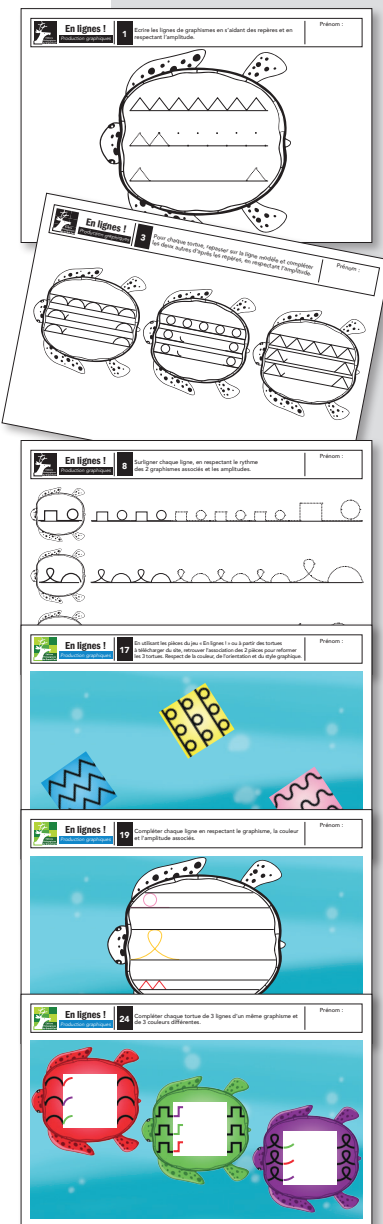 En lignes !
Production graphiques
1
Ecrire les lignes de graphismes en s'aidant des repères et en
respectant l'amplitude.
Prénom :
En lignes !
Production graphiques
3
Pour chaque tortue, repasser sur la ligne modèle et compléter
les deux autres d'après les repères, en respectant l'amplitude.
Prénom :
En lignes !
Production graphiques
8
Surligner chaque ligne, en respectant le rythme
des 2 graphismes associés et les amplitudes.
Prénom :
En lignes !
Production graphiques
17
En utilisant les pièces du jeu « En lignes ! » ou à partir des tortues
à télécharger du site, retrouver l'association des 2 pièces pour reformer
les 3 tortues. Respect de la couleur, de l'orientation et du style graphique.
Prénom :
En lignes !
Production graphiques
19
Compléter chaque ligne en respectant le graphisme, la couleur
et l'amplitude associés.
Prénom :
En lignes !
Production graphiques
24
Compléter chaque tortue de 3 lignes d'un même graphisme et
de 3 couleurs différentes.
Prénom :